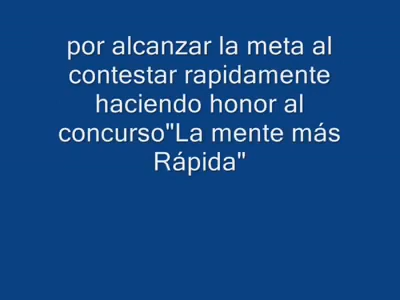 por alcanzar la meta al
contestar rapidamente
haciendo honor al
concurso"La mente más
Rápida"